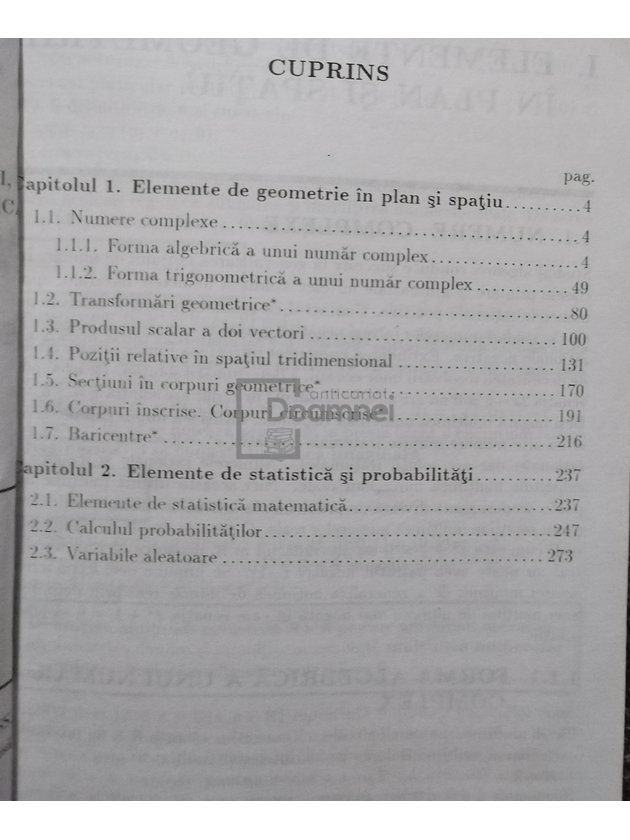 CUPRINS
pag.
Capitolul 1. Elemente de geometrie în plan şi spaţiu..........4
1.1. Numere complexe..........4
1.1.1. Forma algebrică a unui număr complex..........4
1.1.2. Forma trigonometrică a unui număr complex..........49
1.2. Transformări geometrice*..........80
1.3. Produsul scalar a doi vectori..........100
1.4. Poziţii relative în spaţiul tridimensional..........131
1.5. Secţiuni în corpuri geometrice*..........170
anticariat
Doamnei
1.6. Corpuri înscrise. Corpuri circumscrise*..........191
1.7. Baricentre*..........216
Capitolul 2. Elemente de statistică şi probabilităţi..........237
2.1. Elemente de statistică matematică..........237
2.2. Calculul probabilităţilor..........247
2.3. Variabile aleatoare..........273